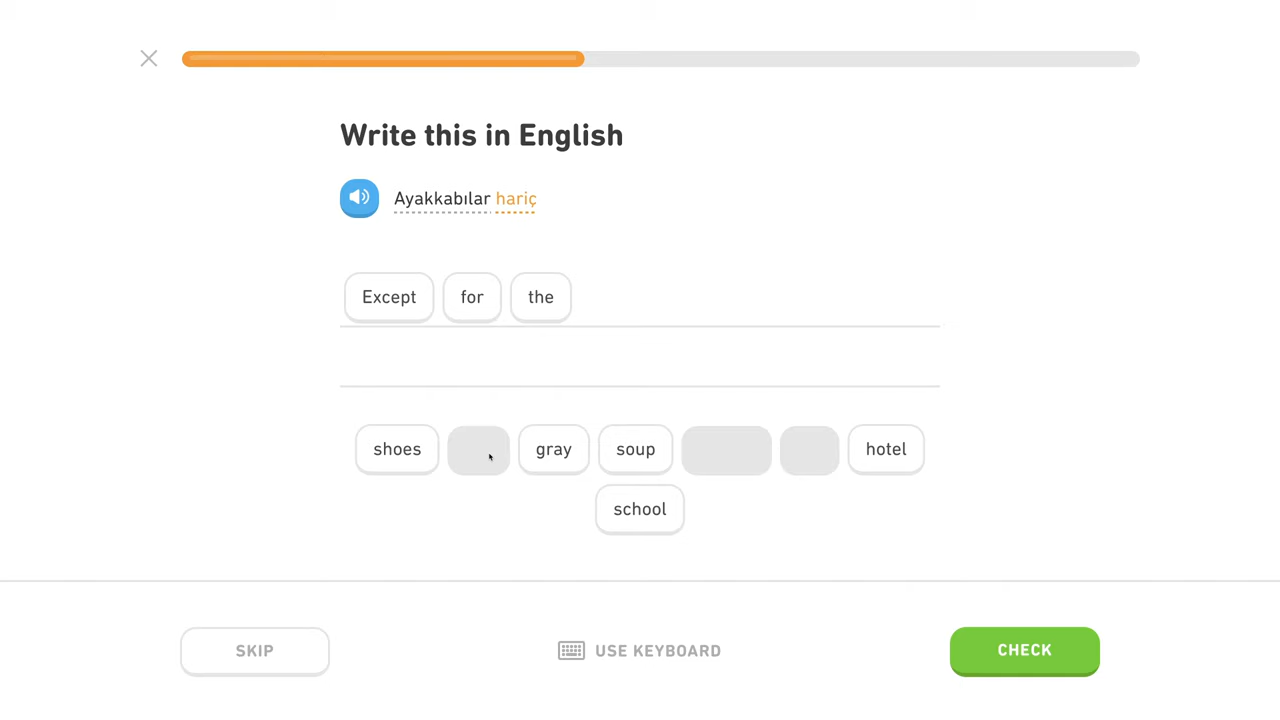 Write this in English
Ayakkabılar hariç
Except for the
shoes gray soup hotel
school
SKIP USE KEYBOARD CHECK